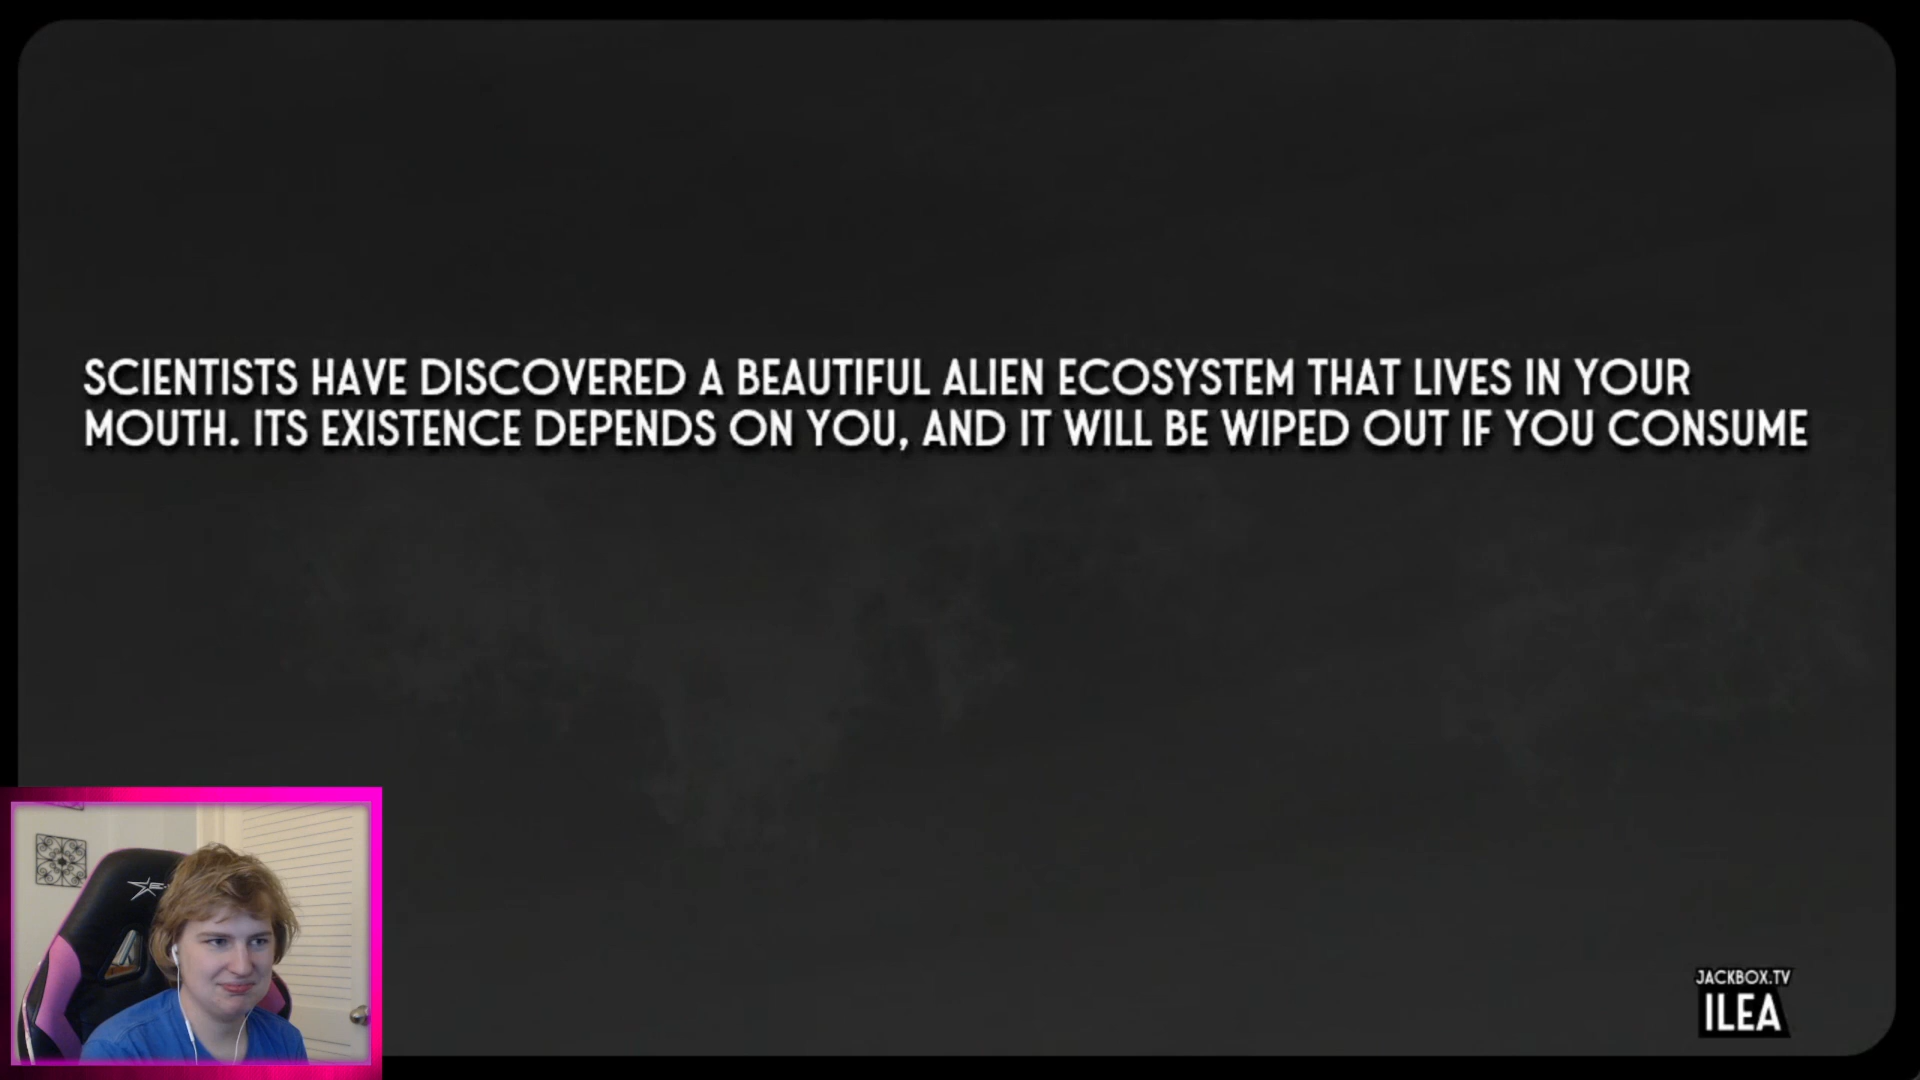 SCIENTISTS HAVE DISCOVERED A BEAUTIFUL ALIEN ECOSYSTEM THAT LIVES IN YOUR
MOUTH. ITS EXISTENCE DEPENDS ON YOU, AND IT WILL BE WIPED OUT IF YOU CONSUME
JACKBOX.TV
ILEA